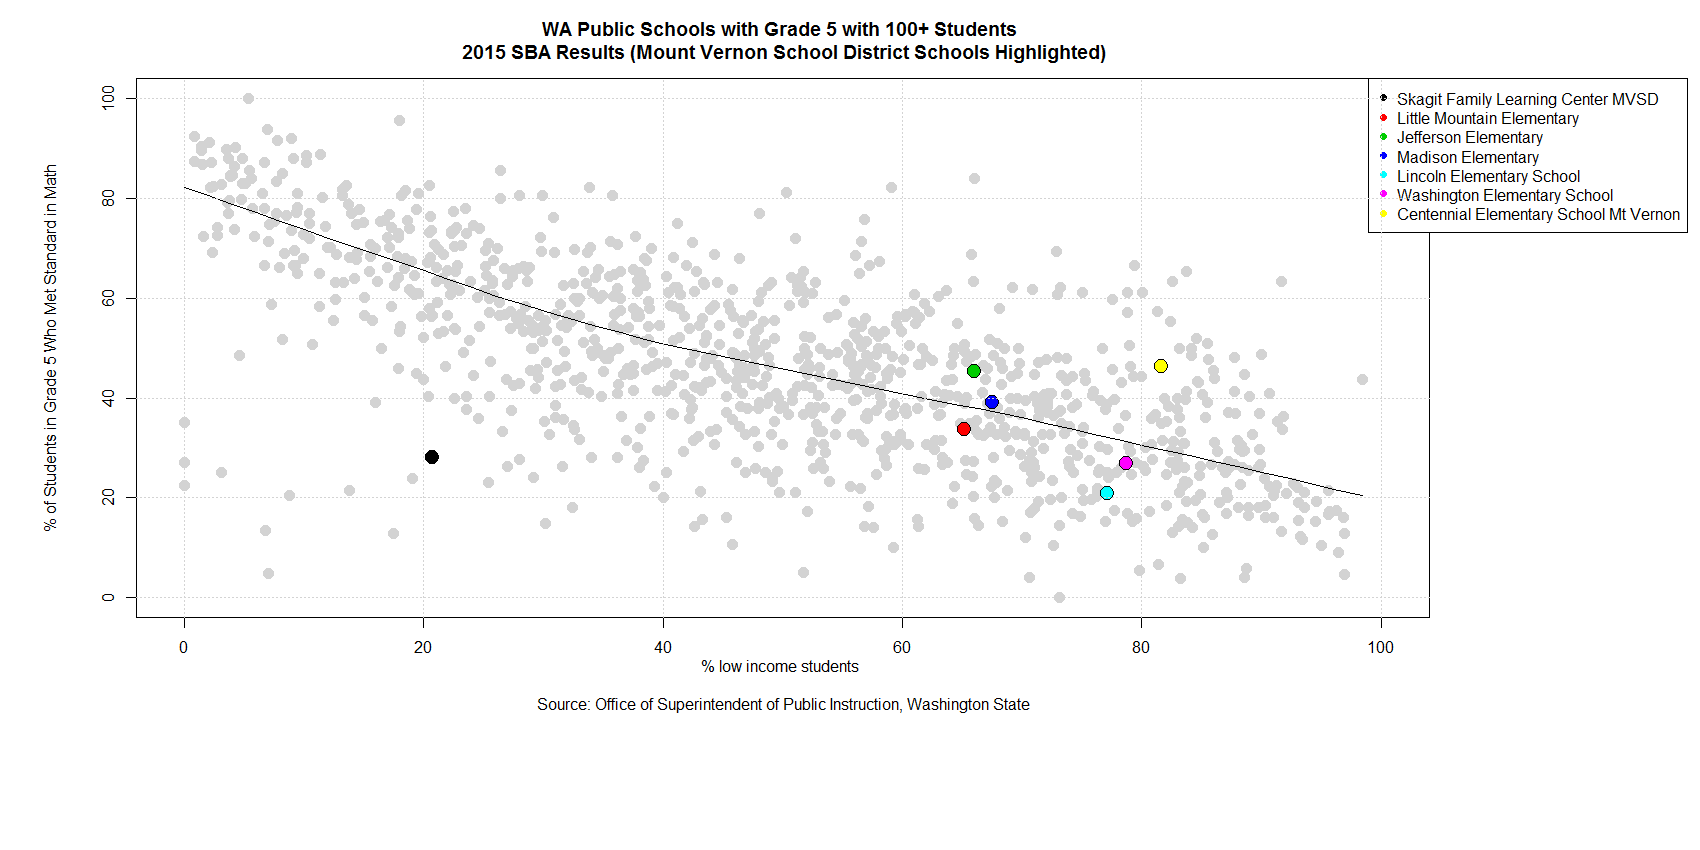 WA Public Schools with Grade 5 with 100+ Students
2015 SBA Results (Mount Vernon School District Schools Highlighted)
% of Students in Grade 5 Who Met Standard in Math
100
80
60
40
20
0
0 20 40 60 80 100
% low income students
Source: Office of Superintendent of Public Instruction, Washington State
Skagit Family Learning Center MVSD
Little Mountain Elementary
Jefferson Elementary
Madison Elementary
Lincoln Elementary School
Washington Elementary School
Centennial Elementary School Mt Vernon